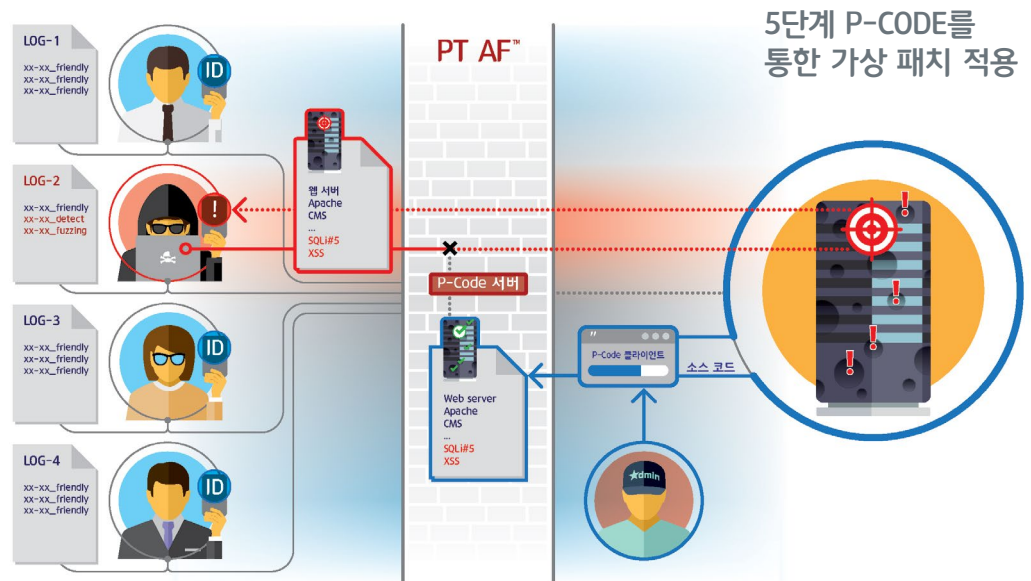 5단계 P-CODE를
통한 가상 패치 적용
PT AF™
LOG-1
xx-xx_friendly
xx-xx_friendly
xx-xx_friendly
ID
LOG-2
xx-xx_friendly
xx-xx_detect
xx-xx_fuzzing
!
웹 서버
Apache
CMS
...
SQLi#5
XSS
P-Code 서버
LOG-3
xx-xx_friendly
xx-xx_friendly
xx-xx_friendly
ID
Web server
Apache
CMS
...
SQLi#5
XSS
P-Code 클라이언트
소스 코드
LOG-4
xx-xx_friendly
xx-xx_friendly
xx-xx_friendly
ID
★dmin
!
!
!
!